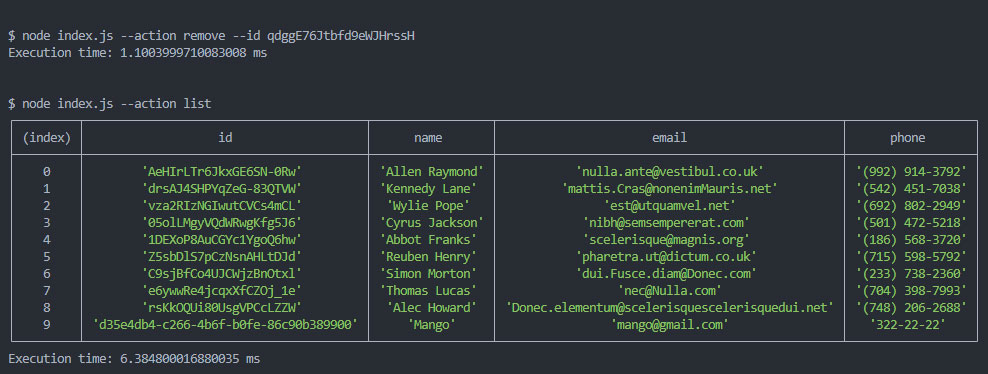 $ node index.js --action remove --id qdggE76Jtbfd9eWJHrssH
Execution time: 1.1003999710083008 ms
$ node index.js --action list
(index) id name email phone
0 'AeHIrLTr6JkxGE6SN-0Rw' 'Allen Raymond' 'nulla.ante@vestibul.co.uk' '(992) 914-3792'
1 'drsAJ4SHPYqZeG-83QTVW' 'Kennedy Lane' 'mattis.Cras@nonenimMauris.net' '(542) 451-7038'
2 'vza2RIzNGIwutCVCs4mCL' 'Wylie Pope' 'est@utquamvel.net' '(692) 802-2949'
3 '05olLMgyVQdWRwgKfg5J6' 'Cyrus Jackson' 'nibh@semsempererat.com' '(501) 472-5218'
4 '1DEXoP8AuCGYc1YgoQ6hw' 'Abbot Franks' 'scelerisque@magnis.org' '(186) 568-3720'
5 'Z5sbDlS7pCzNsnAHLtDJd' 'Reuben Henry' 'pharetra.ut@dictum.co.uk' '(715) 598-5792'
6 'C9sjBfCo4UJCWjzBnOtxl' 'Simon Morton' 'dui.Fusce.diam@Donec.com' '(233) 738-2360'
7 'e6ywwRe4jcqxXfCZOj_1e' 'Thomas Lucas' 'nec@Nulla.com' '(704) 398-7993'
8 'rsKkOQUi80UsgVPCcLZZW' 'Alec Howard' 'Donec.elementum@scelerisquescelerisquedui.net' '(748) 206-2688'
9 'd35e4db4-c266-4b6f-b0fe-86c90b389900' 'Mango' 'mango@gmail.com' '322-22-22'
Execution time: 6.384800016880035 ms